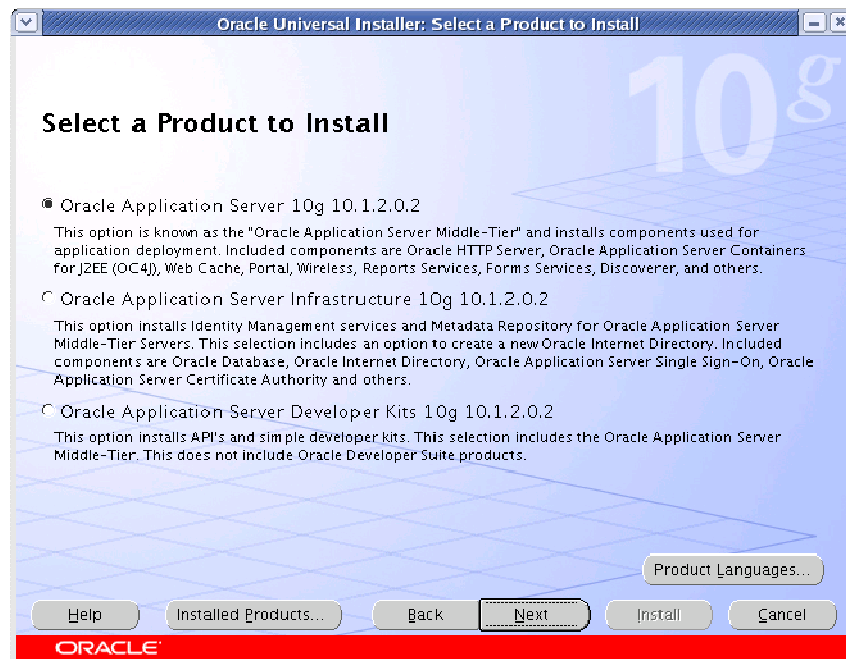 Oracle Universal Installer: Select a Product to Install
10g
Select a Product to Install
Oracle Application Server 10g 10.1.2.0.2
This option is known as the "Oracle Application Server Middle-Tier" and installs components used for
application deployment. Included components are Oracle HTTP Server, Oracle Application Server Containers
for J2EE (OC4J), Web Cache, Portal, Wireless, Reports Services, Forms Services, Discoverer, and others.
Oracle Application Server Infrastructure 10g 10.1.2.0.2
This option installs Identity Management services and Metadata Repository for Oracle Application Server
Middle-Tier Servers. This selection includes an option to create a new Oracle Internet Directory. Included
components are Oracle Database, Oracle Internet Directory, Oracle Application Server Single Sign-On, Oracle
Application Server Certificate Authority and others.
Oracle Application Server Developer Kits 10g 10.1.2.0.2
This option installs API's and simple developer kits. This selection includes the Oracle Application Server
Middle-Tier. This does not include Oracle Developer Suite products.
Product Languages...
Help Installed Products... Back Next Install Cancel
ORACLE